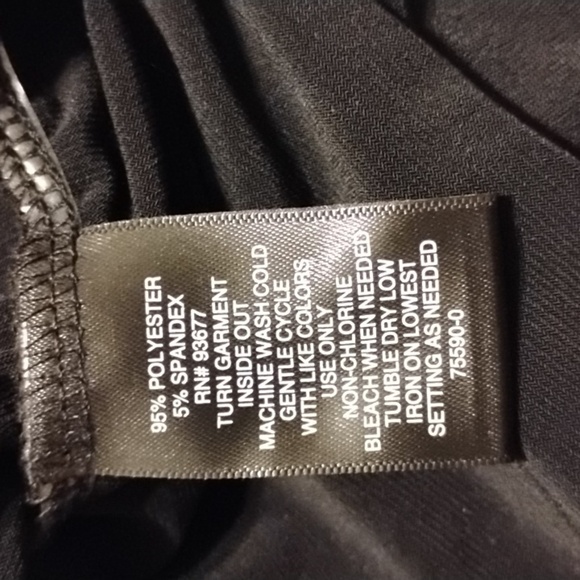 95% POLYESTER
5% SPANDEX
RN# 93677
TURN GARMENT
INSIDE OUT
MACHINE WASH COLD
GENTLE CYCLE
WITH LIKE COLORS
USE ONLY
NON-CHLORINE
BLEACH WHEN NEEDED
TUMBLE DRY LOW
IRON ON LOWEST
SETTING AS NEEDED
75590-0